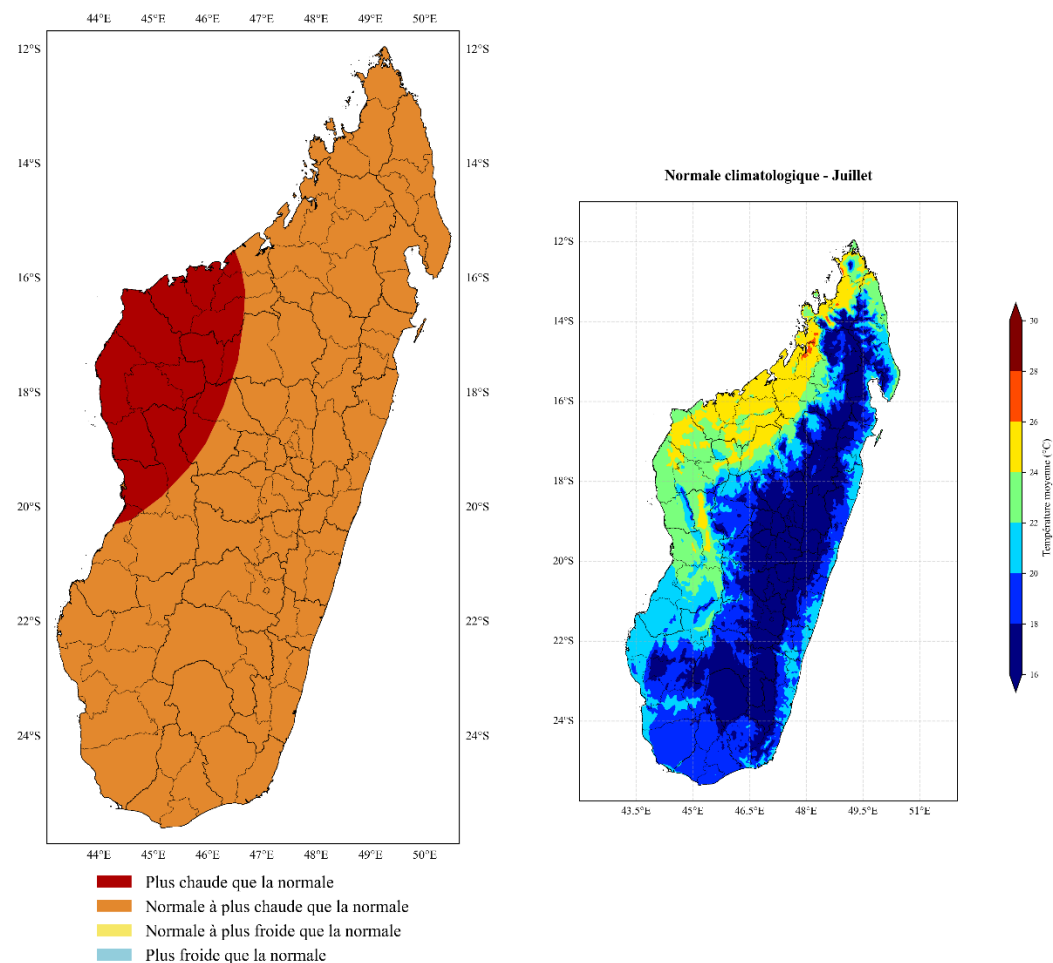 44°E 45°E 46°E 47°E 48°E 49°E 50°E
12°S 12°S
14°S 14°S
16°S 16°S
18°S 18°S
20°S 20°S
22°S 22°S
24°S 24°S
44°E 45°E 46°E 47°E 48°E 49°E 50°E
Plus chaude que la normale
Normale à plus chaude que la normale
Normale à plus froide que la normale
Plus froide que la normale
Normale climatologique - Juillet
12°S
14°S
16°S
18°S
20°S
22°S
24°S
43.5°E 45°E 46.5°E 48°E 49.5°E 51°E
30
28
26
24
22
20
18
16
Température moyenne (°C)